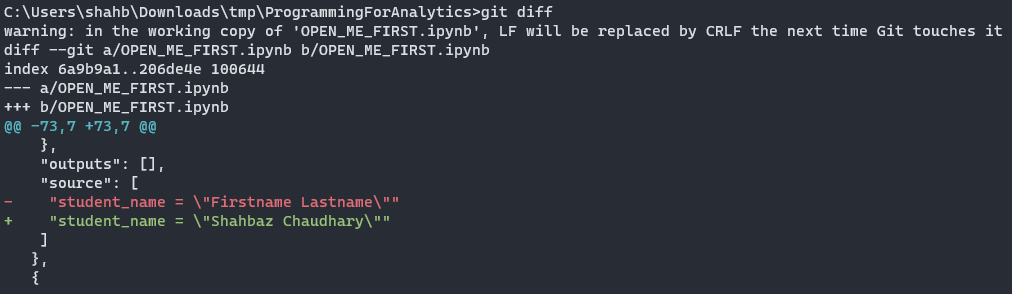 C:\Users\shahb\Downloads\tmp\ProgrammingForAnalytics>git diff
warning: in the working copy of 'OPEN_ME_FIRST.ipynb', LF will be replaced by CRLF the next time Git touches it
diff --git a/OPEN_ME_FIRST.ipynb b/OPEN_ME_FIRST.ipynb
index 6a9b9a1..206de4e 100644
--- a/OPEN_ME_FIRST.ipynb
+++ b/OPEN_ME_FIRST.ipynb
@@ -73,7 +73,7 @@
    },
    "outputs": [],
    "source": [
-    "student_name = \"Firstname Lastname\""
+    "student_name = \"Shahbaz Chaudhary\""
    ]
   },
   {